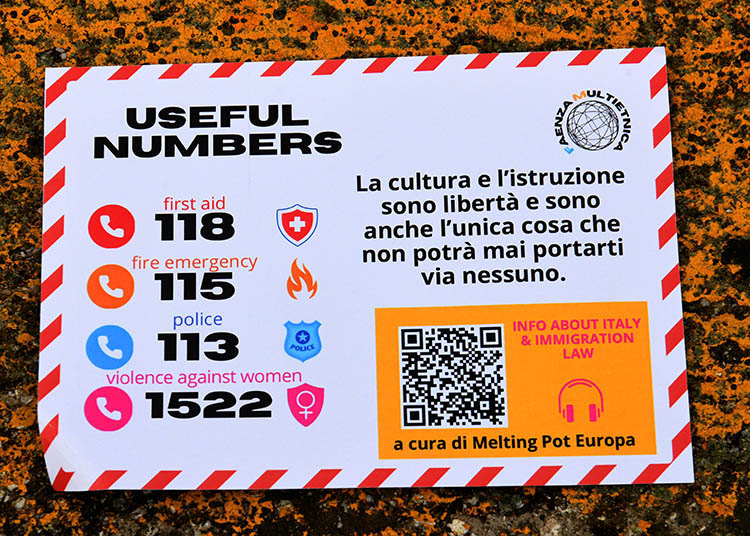 USEFUL
NUMBERS
first aid
118
fire emergency
115
police
113
POLICE
violence against women
1522
FAENZA MULTIETNICA
La cultura e l'istruzione
sono libertà e sono
anche l'unica cosa che
non potrà mai portarti
via nessuno.
INFO ABOUT ITALY
& IMMIGRATION
LAW
a cura di Melting Pot Europa